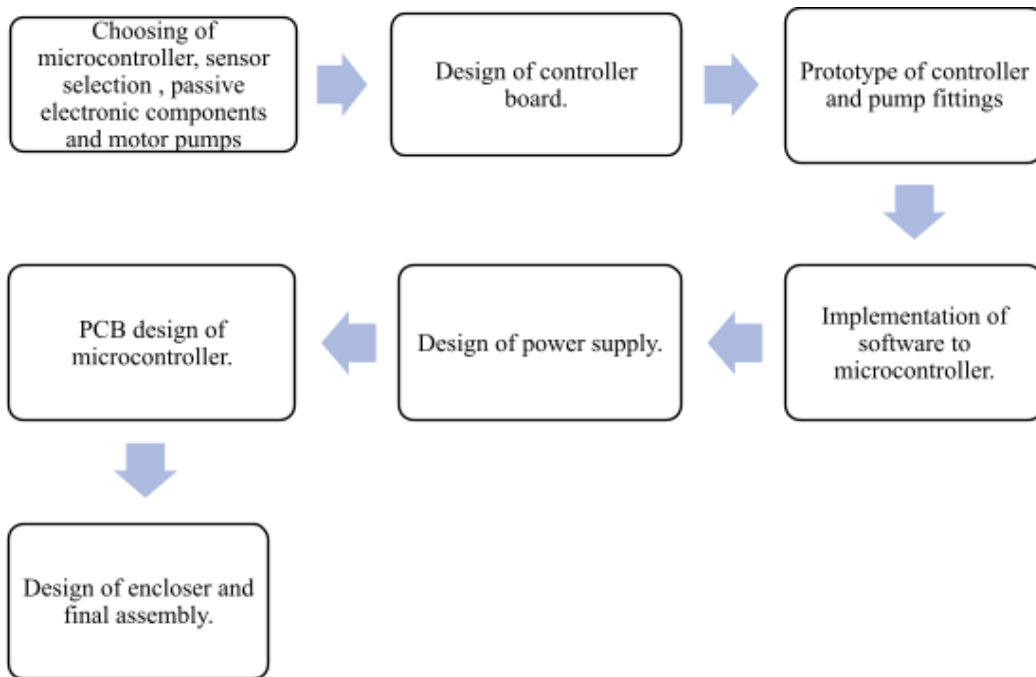 Choosing of
microcontroller, sensor
selection , passive
electronic components
and motor pumps
Design of controller
board.
Prototype of controller
and pump fittings
Implementation of
software to
microcontroller.
Design of power supply.
PCB design of
microcontroller.
Design of encloser and
final assembly.